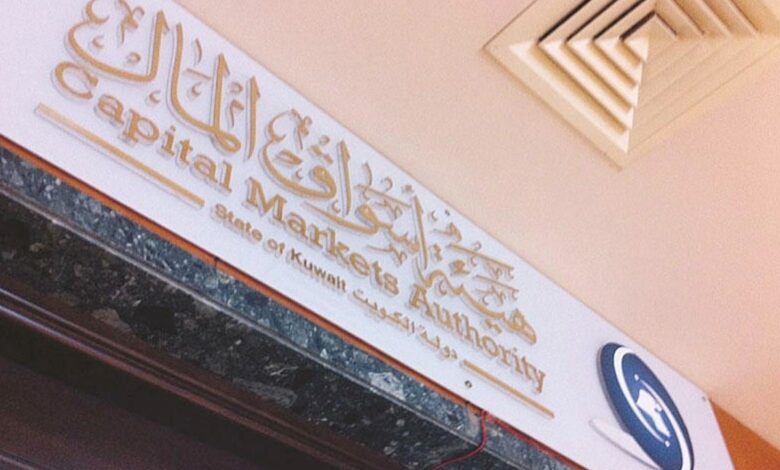 هيئة أسواق المال
Capital Markets Authority
State of Kuwait دولة الكويت